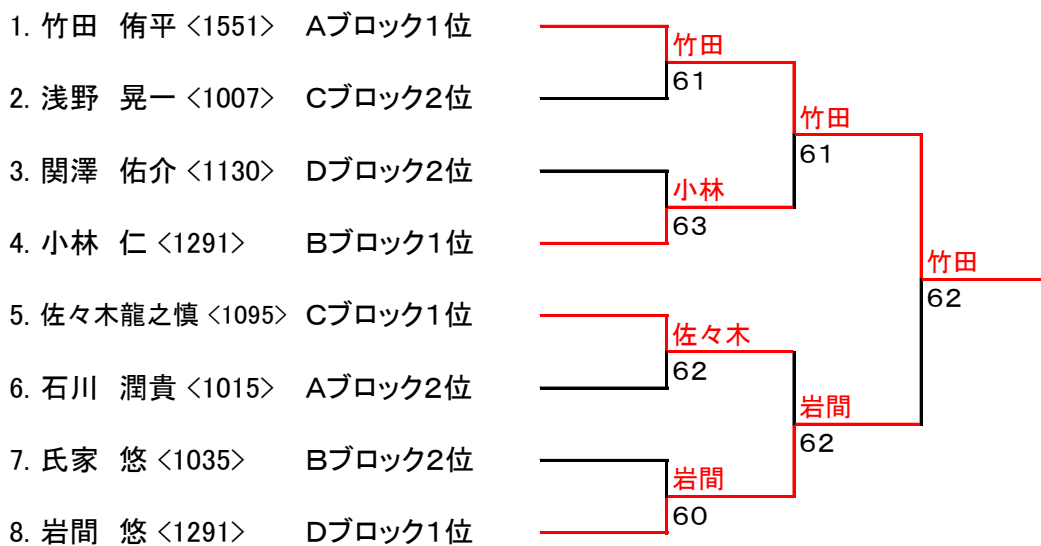 1. 竹田　侑平 <1551>　Aブロック1位
2. 浅野　晃一 <1007>　Cブロック2位
3. 関澤　佑介 <1130>　Dブロック2位
4. 小林　仁 <1291>　Bブロック1位
5. 佐々木龍之慎 <1095>　Cブロック1位
6. 石川　潤貴 <1015>　Aブロック2位
7. 氏家　悠 <1035>　Bブロック2位
8. 岩間　悠 <1291>　Dブロック1位
竹田
61
小林
63
佐々木
62
岩間
60
竹田
61
岩間
62
竹田
62